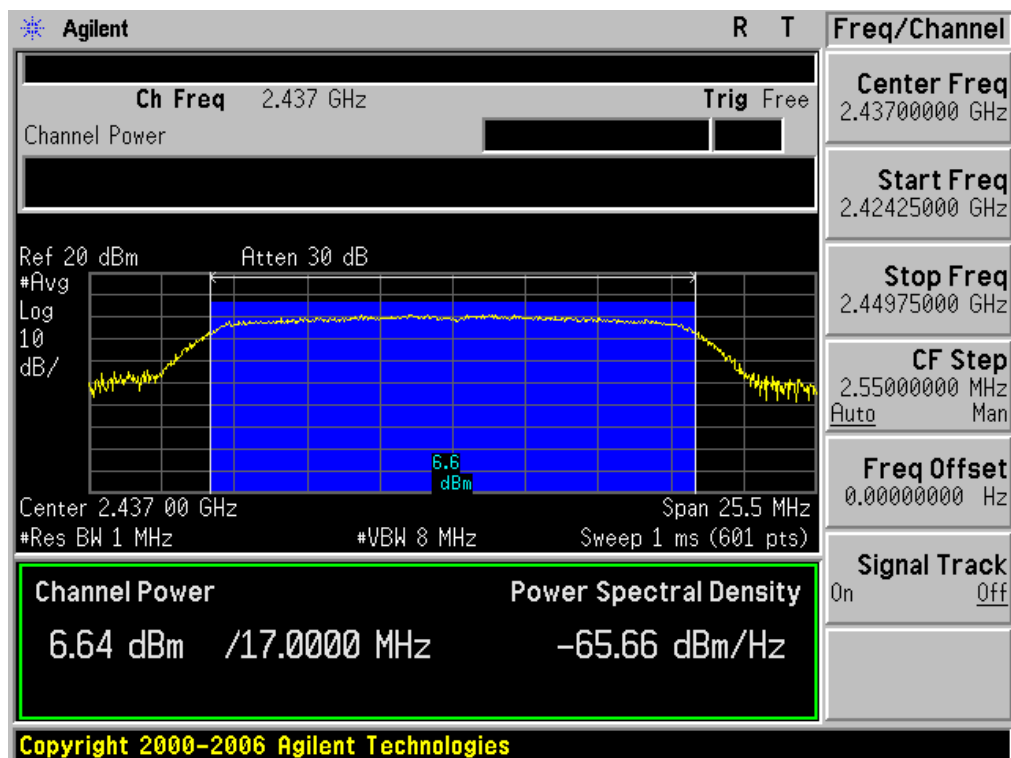 Agilent
R T
Freq/Channel
Ch Freq 2.437 GHz
Trig Free
Channel Power
Center Freq
2.43700000 GHz
Start Freq
2.42425000 GHz
Stop Freq
2.44975000 GHz
CF Step
2.55000000 MHz
Auto Man
Freq Offset
0.00000000 Hz
Signal Track
On Off
Ref 20 dBm
Atten 30 dB
#Avg
Log
10
dB/
6.6
dBm
Center 2.437 00 GHz
Span 25.5 MHz
#Res BW 1 MHz
#VBW 8 MHz
Sweep 1 ms (601 pts)
Channel Power
Power Spectral Density
6.64 dBm /17.0000 MHz
-65.66 dBm/Hz
Copyright 2000-2006 Agilent Technologies